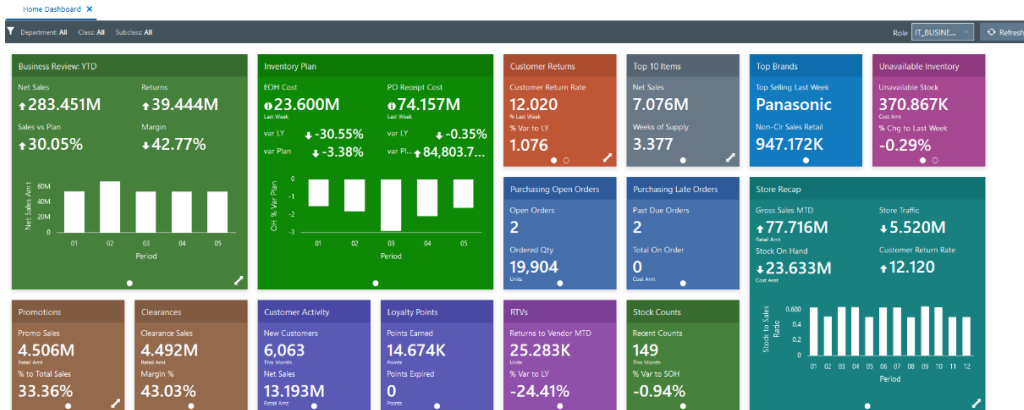 Home Dashboard ×
Department: All Class: All Subclass: All
Role IT_BUSINE... Refresh
Business Review: YTD
Net Sales Returns
283.451M 39.444M
Sales vs Plan Margin
30.05% 42.77%
Net Sales Amt
60M
40M
20M
0
01 02 03 04 05
Period
Inventory Plan
EOH Cost PO Receipt Cost
23.600M 74.157M
Last Week Last Week
var LY -30.55% var LY -0.35%
var Plan -3.38% var Pl... 84,803.7...
OH % Var Plan
0
-1
-2
-3
01 02 03 04 05
Period
Customer Returns
Customer Return Rate
12.020
% Last Week
% Var to LY
1.076
Top 10 Items
Net Sales
7.076M
Weeks of Supply
3.377
Top Brands
Top Selling Last Week
Panasonic
Non-Clr Sales Retail
947.172K
Unavailable Inventory
Unavailable Stock
370.867K
Cost Amt
% Chg to Last Week
-0.29%
Purchasing Open Orders
Open Orders
2
Ordered Qty
19,904
Units
Purchasing Late Orders
Past Due Orders
2
Total On Order
0
Cost Amt
Store Recap
Gross Sales MTD Store Traffic
77.716M 5.520M
Retail Amt
Stock On Hand Customer Return Rate
23.633M 12.120
Cost Amt
Stock to Sales
Ratio
0.600
0.4
0.2
0
01 02 03 04 05 06 07 08 09 10 11 12
Period
Promotions
Promo Sales
4.506M
Retail Amt
% to Total Sales
33.36%
Clearances
Clearance Sales
4.492M
Retail Amt
Margin %
43.03%
Customer Activity
New Customers
6,063
This Month
Net Sales
13.193M
Retail Amt
Loyalty Points
Points Earned
14.674K
Points
Points Expired
0
Points
RTVs
Returns to Vendor MTD
25.283K
Units
% Var to LY
-24.41%
Stock Counts
Recent Counts
149
This Month
% Var to SOH
-0.94%